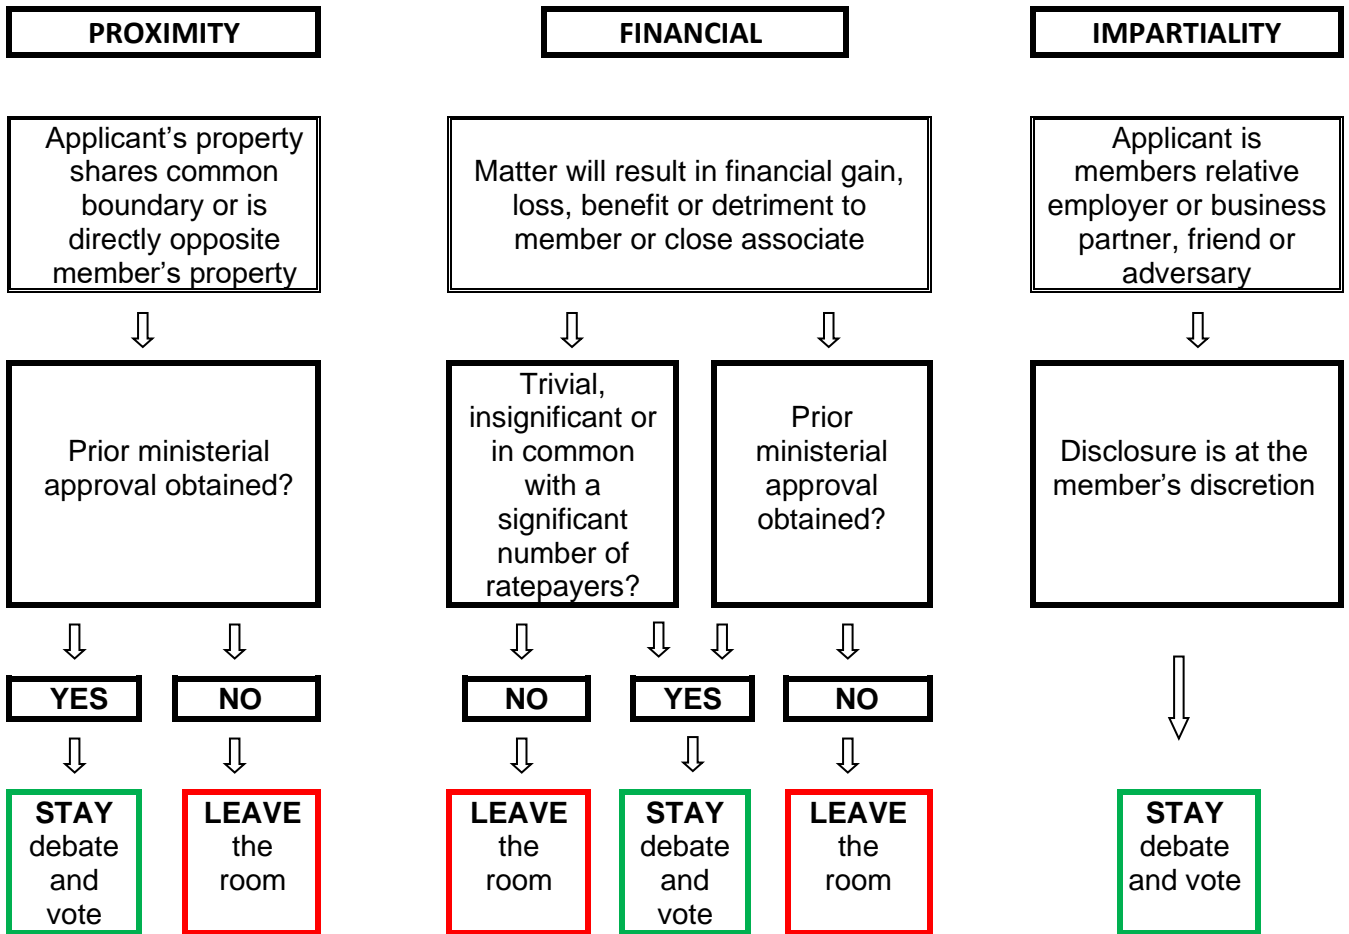 PROXIMITY
FINANCIAL
IMPARTIALITY
Applicant’s property
shares common
boundary or is
directly opposite
member’s property
Matter will result in financial gain,
loss, benefit or detriment to
member or close associate
Applicant is
members relative
employer or business
partner, friend or
adversary
Prior ministerial
approval obtained?
Trivial,
insignificant or
in common
with a
significant
number of
ratepayers?
Prior
ministerial
approval
obtained?
Disclosure is at the
member’s discretion
YES
NO
NO
YES
NO
STAY
debate
and
vote
LEAVE
the
room
LEAVE
the
room
STAY
debate
and
vote
LEAVE
the
room
STAY
debate
and vote